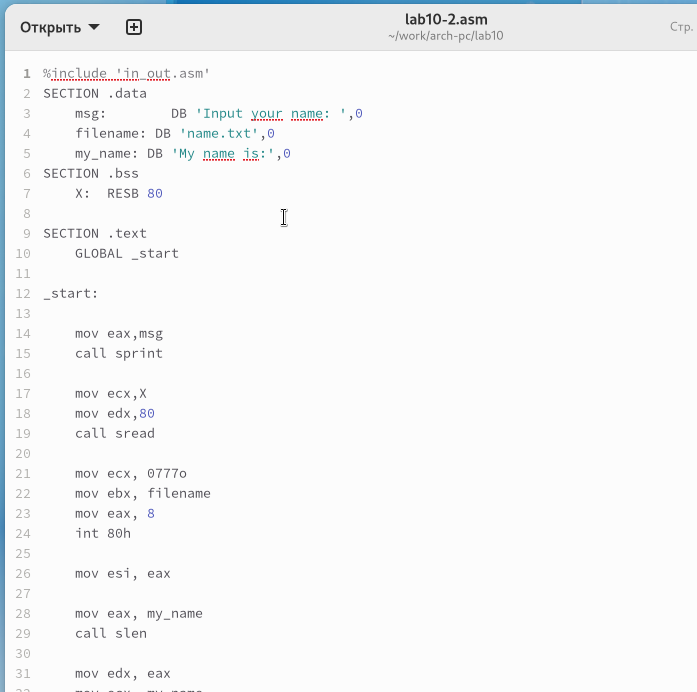 Открыть
lab10-2.asm
~/work/arch-pc/lab10
Стр.
1 %include 'in_out.asm'
2 SECTION .data
3     msg:        DB 'Input your name: ',0
4     filename: DB 'name.txt',0
5     my_name: DB 'My name is:',0
6 SECTION .bss
7     X:  RESB 80
8
9 SECTION .text
10     GLOBAL _start
11
12 _start:
13
14     mov eax,msg
15     call sprint
16
17     mov ecx,X
18     mov edx,80
19     call sread
20
21     mov ecx, 0777o
22     mov ebx, filename
23     mov eax, 8
24     int 80h
25
26     mov esi, eax
27
28     mov eax, my_name
29     call slen
30
31     mov edx, eax